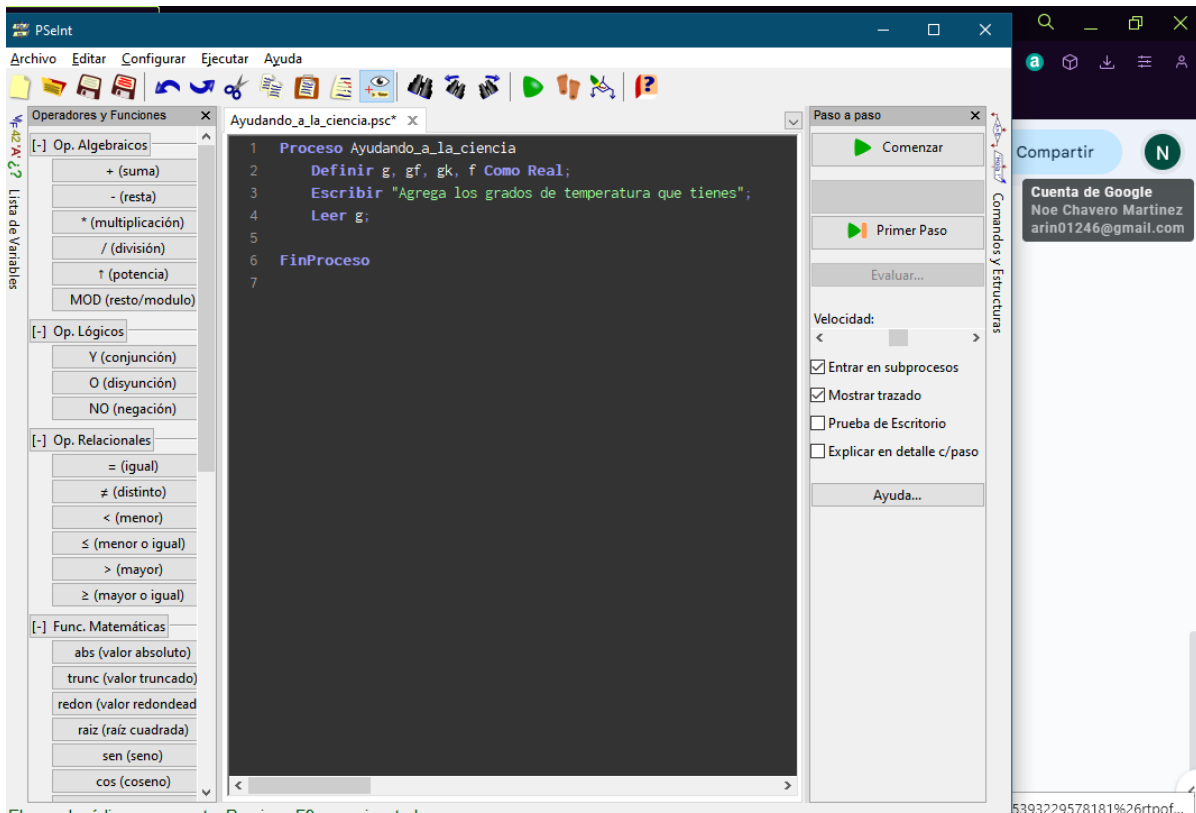 PSeInt
Archivo Editar Configurar Ejecutar Ayuda
Operadores y Funciones
[-] Op. Algebraicos
+ (suma)
- (resta)
* (multiplicación)
/ (división)
↑ (potencia)
MOD (resto/modulo)
[-] Op. Lógicos
Y (conjunción)
O (disyunción)
NO (negación)
[-] Op. Relacionales
= (igual)
≠ (distinto)
< (menor)
≤ (menor o igual)
> (mayor)
≥ (mayor o igual)
[-] Func. Matemáticas
abs (valor absoluto)
trunc (valor truncado)
redon (valor redondead
raiz (raíz cuadrada)
sen (seno)
cos (coseno)
Lista de Variables
Ayudando_a_la_ciencia.psc*
1 Proceso Ayudando_a_la_ciencia
2 Definir g, gf, gk, f Como Real;
3 Escribir "Agrega los grados de temperatura que tienes";
4 Leer g;
5
6 FinProceso
7
Paso a paso
Comenzar
Primer Paso
Evaluar...
Velocidad:
Entrar en subprocesos
Mostrar trazado
Prueba de Escritorio
Explicar en detalle c/paso
Ayuda...
Comandos y Estructuras
a
Compartir
N
Cuenta de Google
Noe Chavero Martinez
arin01246@gmail.com
5393229578181%26rtpof...